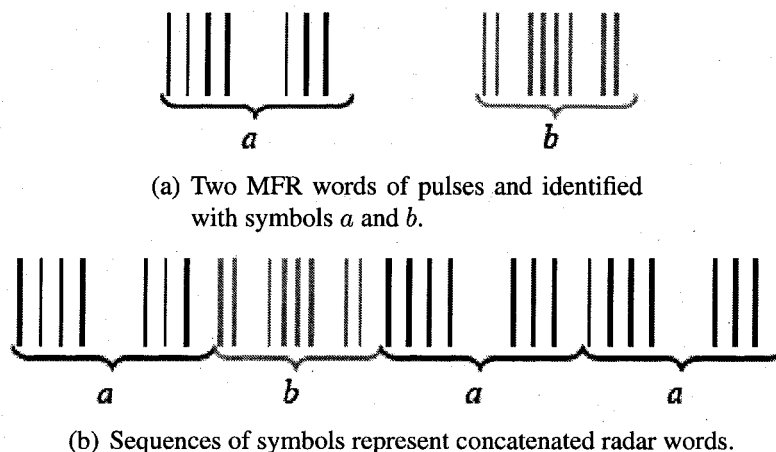 a b
(a) Two MFR words of pulses and identified
with symbols a and b.
a b a a
(b) Sequences of symbols represent concatenated radar words.